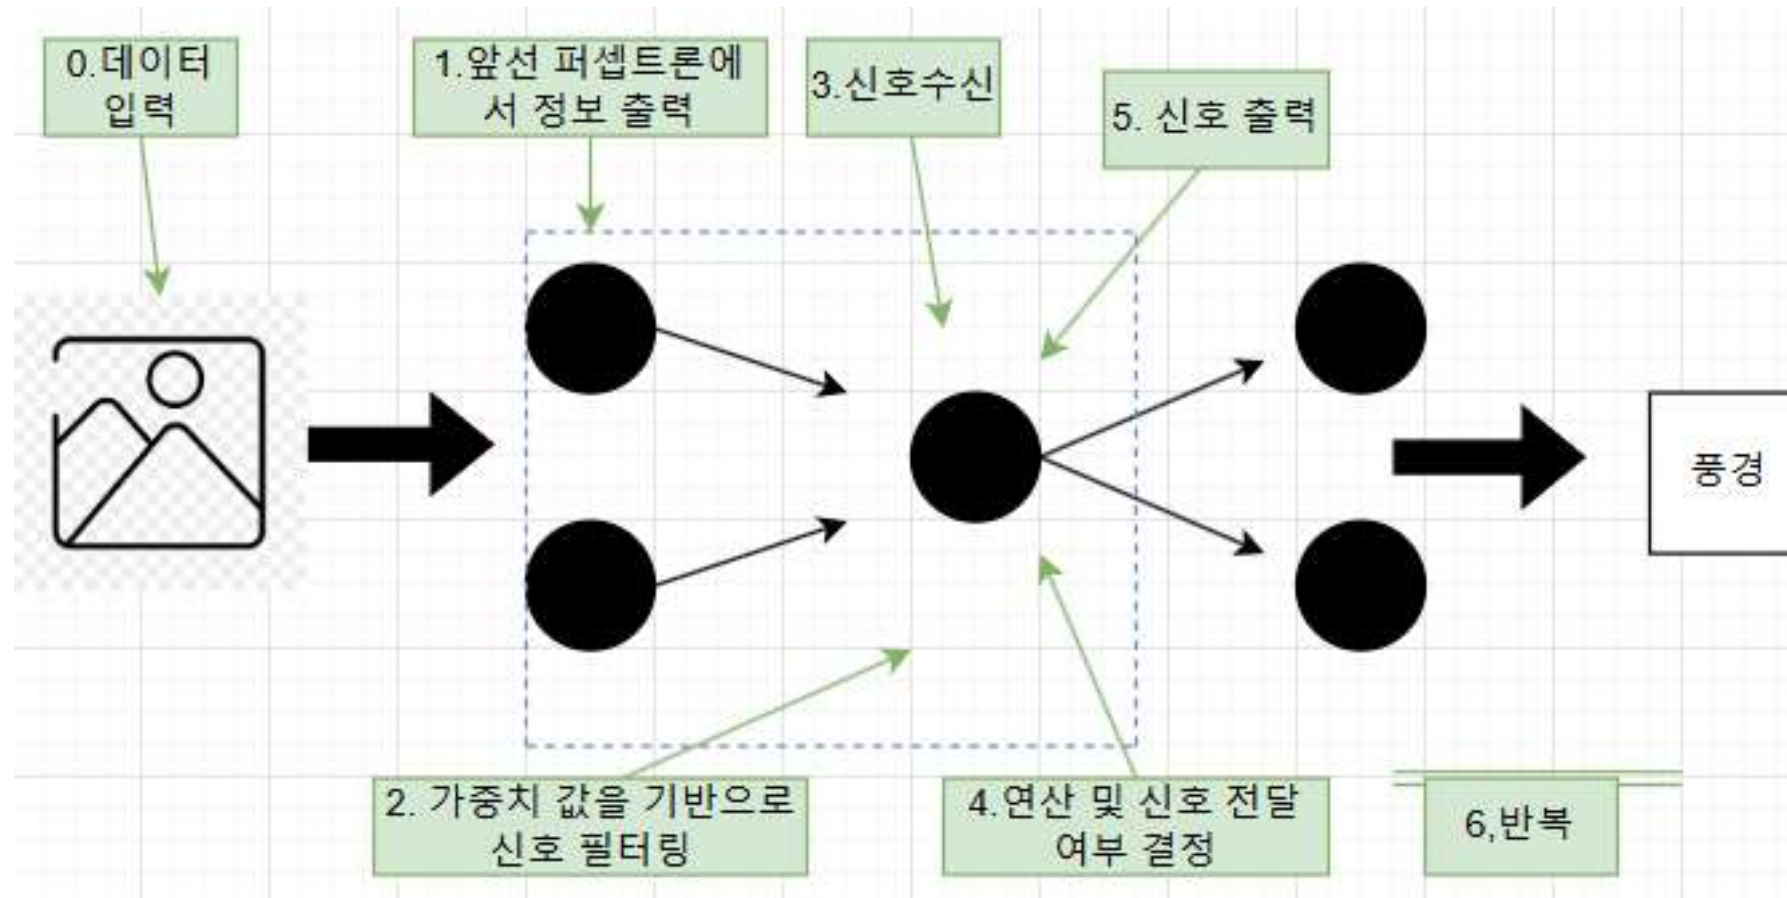 0.데이터
입력
1.앞선 퍼셉트론에
서 정보 출력
3.신호수신
5. 신호 출력
풍경
2. 가중치 값을 기반으로
신호 필터링
4.연산 및 신호 전달
여부 결정
6,반복